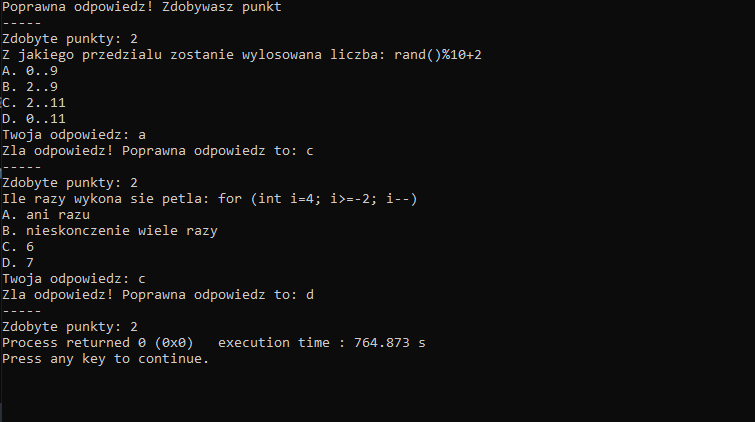 Poprawna odpowiedz! Zdobywasz punkt
-----
Zdobyte punkty: 2
Z jakiego przedzialu zostanie wylosowana liczba: rand()%10+2
A. 0..9
B. 2..9
C. 2..11
D. 0..11
Twoja odpowiedz: a
Zla odpowiedz! Poprawna odpowiedz to: c
-----
Zdobyte punkty: 2
Ile razy wykona sie petla: for (int i=4; i>=-2; i--)
A. ani razu
B. nieskonczenie wiele razy
C. 6
D. 7
Twoja odpowiedz: c
Zla odpowiedz! Poprawna odpowiedz to: d
-----
Zdobyte punkty: 2
Process returned 0 (0x0)   execution time : 764.873 s
Press any key to continue.